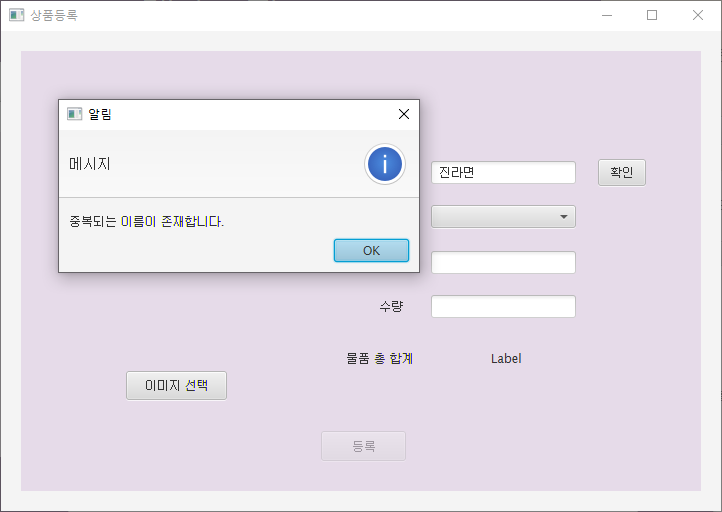 상품등록
알림
메시지
중복되는 이름이 존재합니다.
OK
진라면
확인
수량
물품 총 합계
Label
이미지 선택
등록